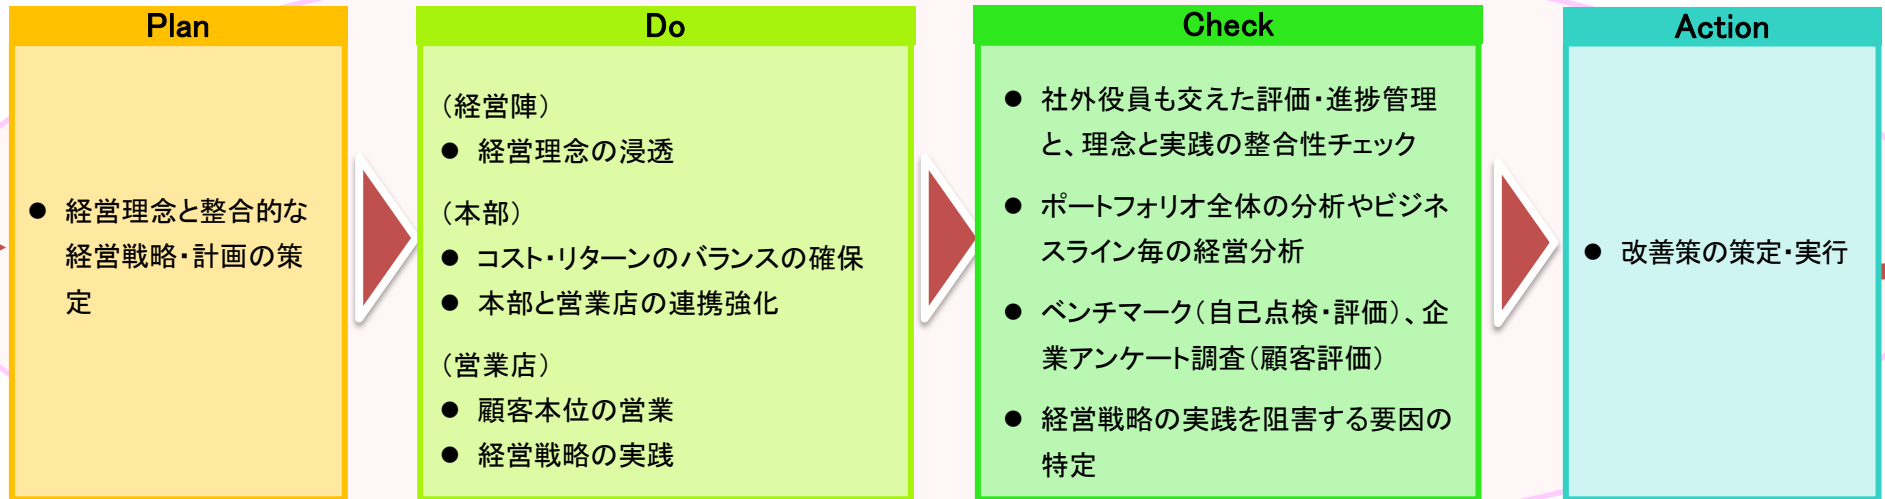 Plan
● 経営理念と整合的な
経営戦略・計画の策
定
Do
（経営陣）
● 経営理念の浸透
（本部）
● コスト・リターンのバランスの確保
● 本部と営業店の連携強化
（営業店）
● 顧客本位の営業
● 経営戦略の実践
Check
● 社外役員も交えた評価・進捗管理
と、理念と実践の整合性チェック
● ポートフォリオ全体の分析やビジネ
スライン毎の経営分析
● ベンチマーク（自己点検・評価）、企
業アンケート調査（顧客評価）
● 経営戦略の実践を阻害する要因の
特定
Action
● 改善策の策定・実行